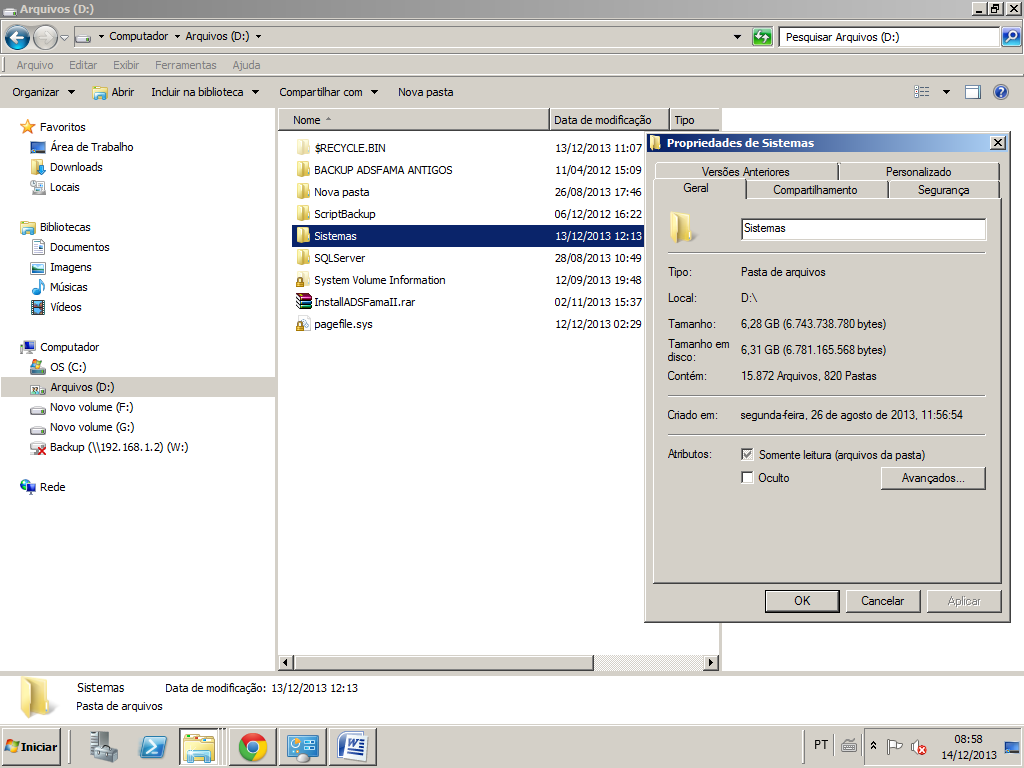 Arquivos (D:)
Computador Arquivos (D:)
Pesquisar Arquivos (D:)
Arquivo Editar Exibir Ferramentas Ajuda
Organizar Abrir Incluir na biblioteca Compartilhar com Nova pasta
Favoritos
Área de Trabalho
Downloads
Locais
Bibliotecas
Documentos
Imagens
Músicas
Vídeos
Computador
OS (C:)
Arquivos (D:)
Novo volume (F:)
Novo volume (G:)
Backup (\\192.168.1.2) (W:)
Rede
Nome Data de modificação Tipo
$RECYCLE.BIN 13/12/2013 11:07
BACKUP ADSFAMA ANTIGOS 11/04/2012 15:09
Nova pasta 26/08/2013 17:46
ScriptBackup 06/12/2012 16:22
Sistemas 13/12/2013 12:13
SQLServer 28/08/2013 10:49
System Volume Information 12/09/2013 19:48
InstallADSFamaII.rar 02/11/2013 15:37
pagefile.sys 12/12/2013 02:29
Propriedades de Sistemas
Versões Anteriores Personalizado
Geral Compartilhamento Segurança
Sistemas
Tipo: Pasta de arquivos
Local: D:\
Tamanho: 6,28 GB (6.743.738.780 bytes)
Tamanho em disco: 6,31 GB (6.781.165.568 bytes)
Contém: 15.872 Arquivos, 820 Pastas
Criado em: segunda-feira, 26 de agosto de 2013, 11:56:54
Atributos: Somente leitura (arquivos da pasta)
Oculto Avançados...
OK Cancelar Aplicar
Sistemas Data de modificação: 13/12/2013 12:13
Pasta de arquivos
Iniciar
PT
08:58
14/12/2013